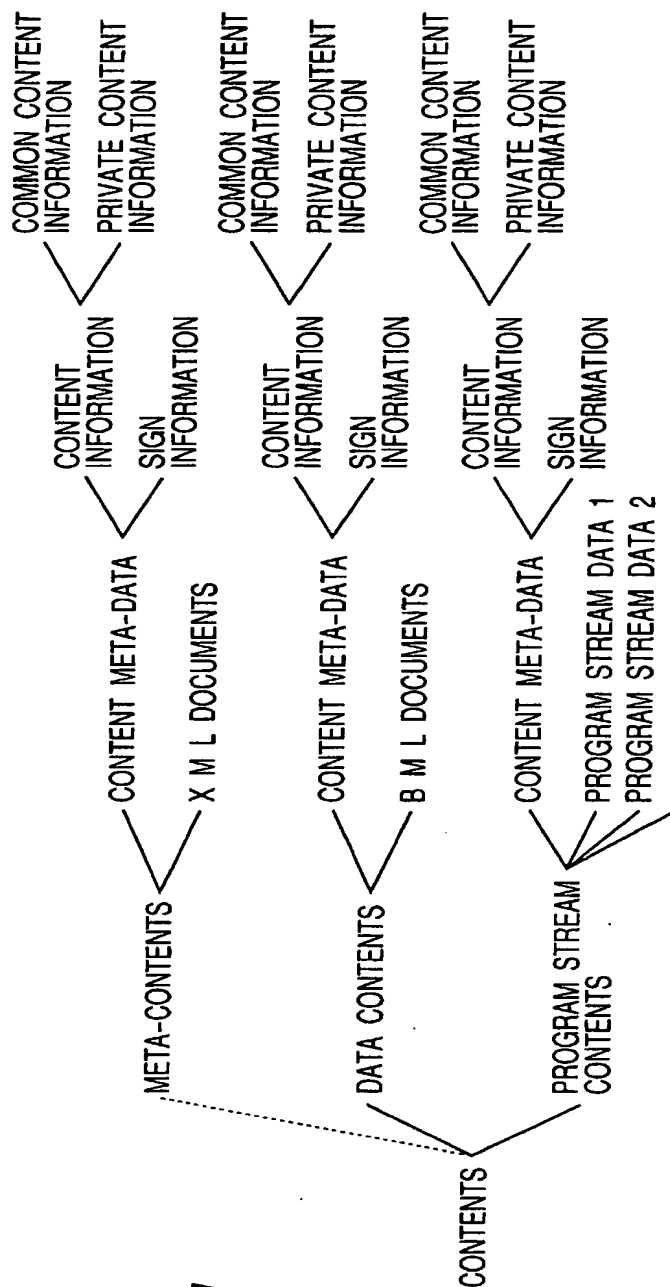 CONTENTS
META-CONTENTS
CONTENT META-DATA
CONTENT
INFORMATION
COMMON CONTENT
INFORMATION
PRIVATE CONTENT
INFORMATION
SIGN
INFORMATION
X M L DOCUMENTS
DATA CONTENTS
CONTENT META-DATA
CONTENT
INFORMATION
COMMON CONTENT
INFORMATION
PRIVATE CONTENT
INFORMATION
SIGN
INFORMATION
B M L DOCUMENTS
PROGRAM STREAM
CONTENTS
CONTENT META-DATA
CONTENT
INFORMATION
COMMON CONTENT
INFORMATION
PRIVATE CONTENT
INFORMATION
SIGN
INFORMATION
PROGRAM STREAM DATA 1
PROGRAM STREAM DATA 2